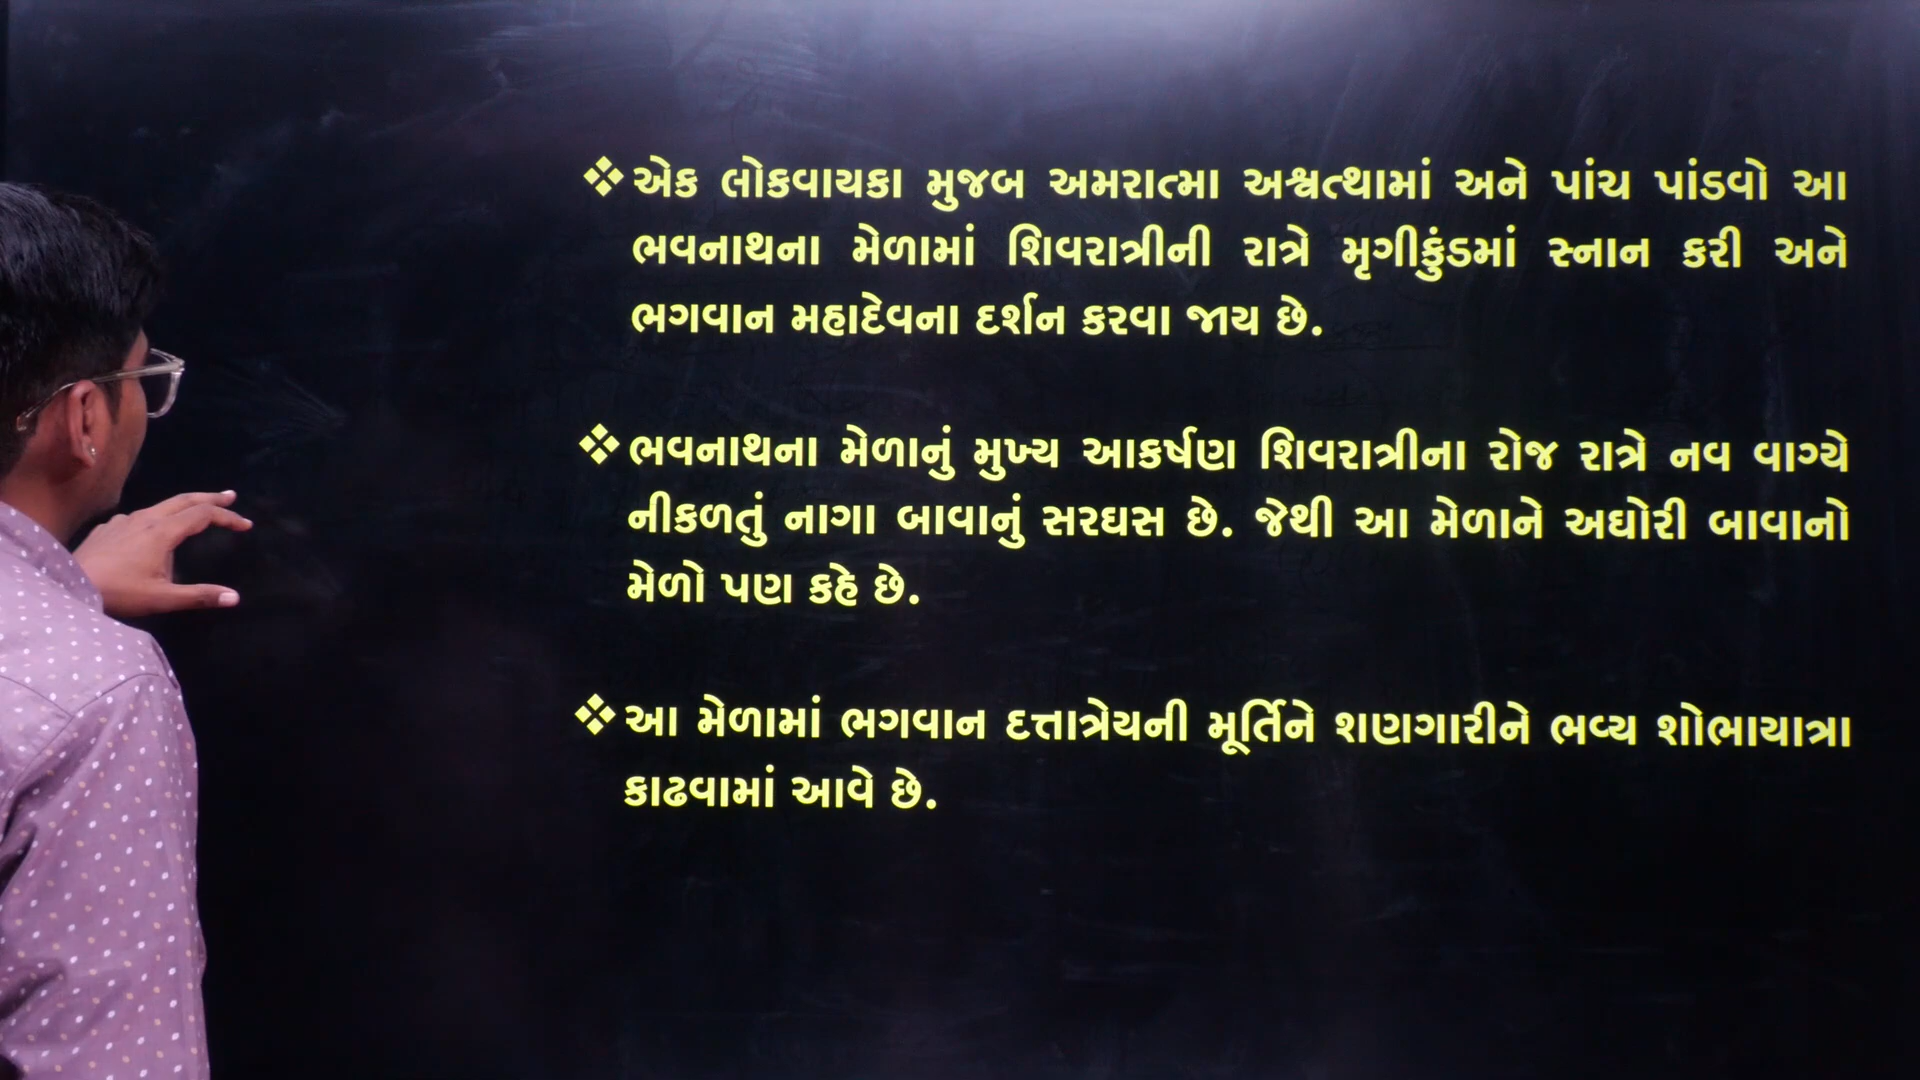 ❖ એક લોકવાયકા મુજબ અમરાત્મા અશ્વત્થામાં અને પાંચ પાંડવો આ
ભવનાથના મેળામાં શિવરાત્રીની રાત્રે મૃગીકુંડમાં સ્નાન કરી અને
ભગવાન મહાદેવના દર્શન કરવા જાય છે.
❖ ભવનાથના મેળાનું મુખ્ય આકર્ષણ શિવરાત્રીના રોજ રાત્રે નવ વાગ્યે
નીકળતું નાગા બાવાનું સરઘસ છે. જેથી આ મેળાને અઘોરી બાવાનો
મેળો પણ કહે છે.
❖ આ મેળામાં ભગવાન દત્તાત્રેયની મૂર્તિને શણગારીને ભવ્ય શોભાયાત્રા
કાઢવામાં આવે છે.